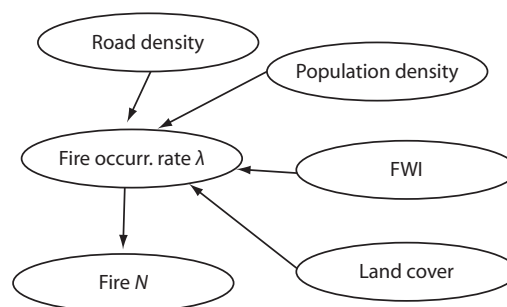 Road density
Population density
Fire occurr. rate λ
FWI
Land cover
Fire N